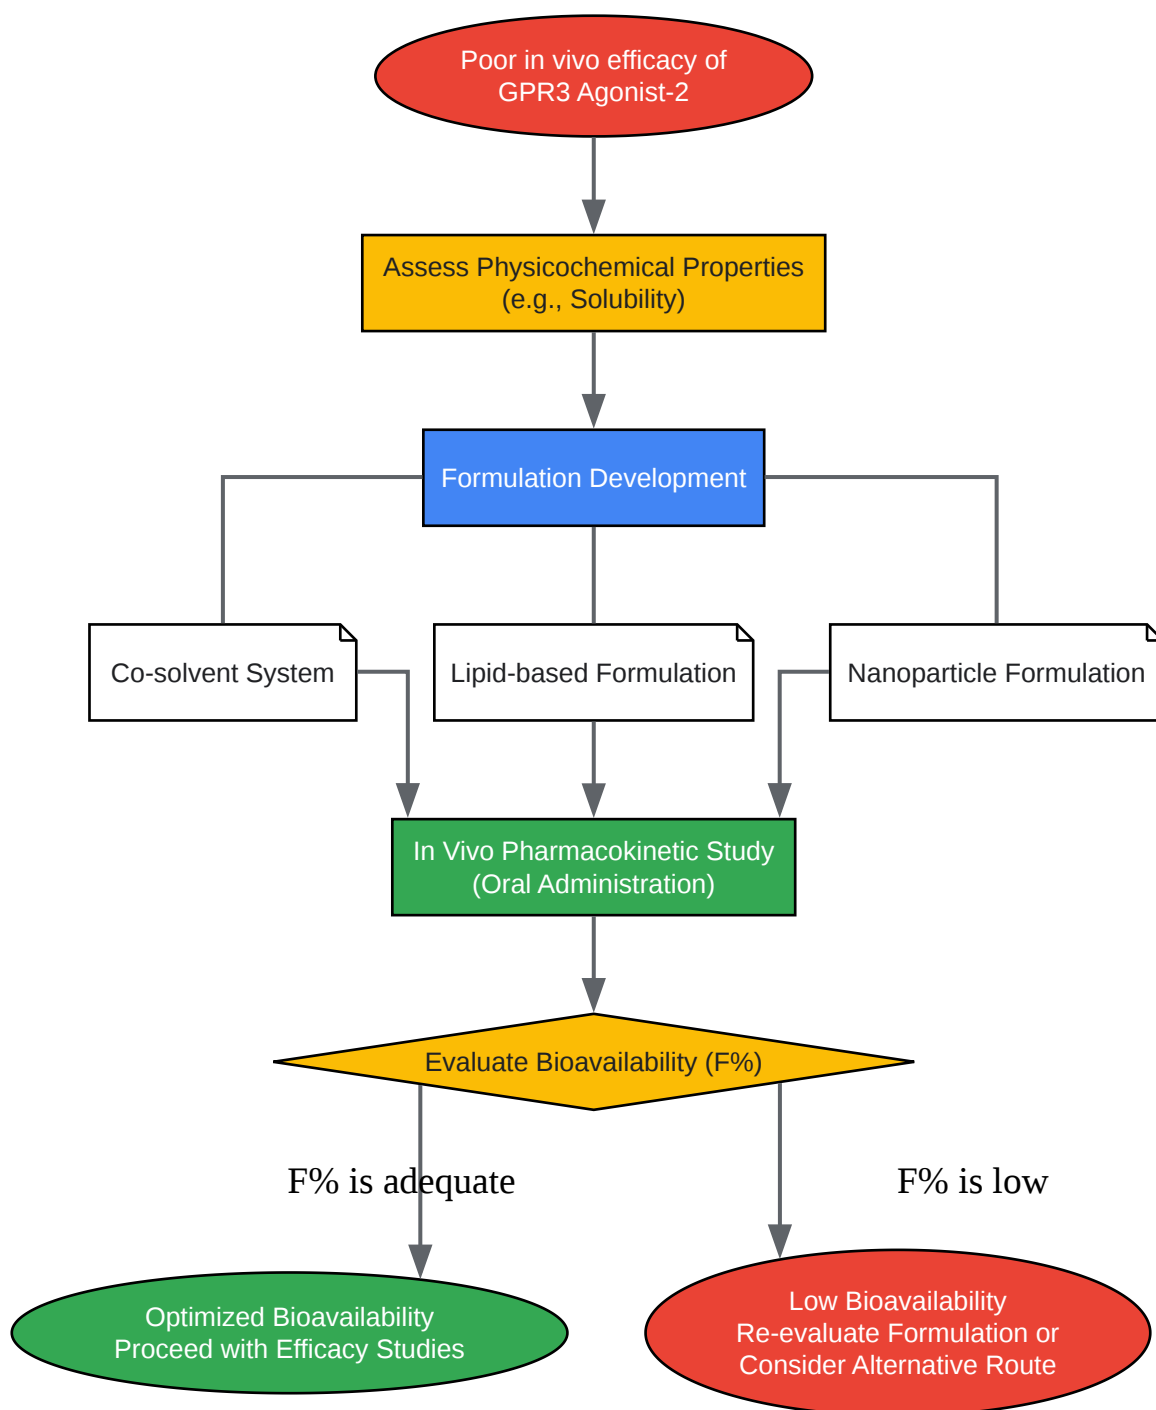 Poor in vivo efficacy of
GPR3 Agonist-2
Assess Physicochemical Properties
(e.g., Solubility)
Formulation Development
Co-solvent System
Lipid-based Formulation
Nanoparticle Formulation
In Vivo Pharmacokinetic Study
(Oral Administration)
Evaluate Bioavailability (F%)
F% is adequate
F% is low
Optimized Bioavailability
Proceed with Efficacy Studies
Low Bioavailability
Re-evaluate Formulation or
Consider Alternative Route